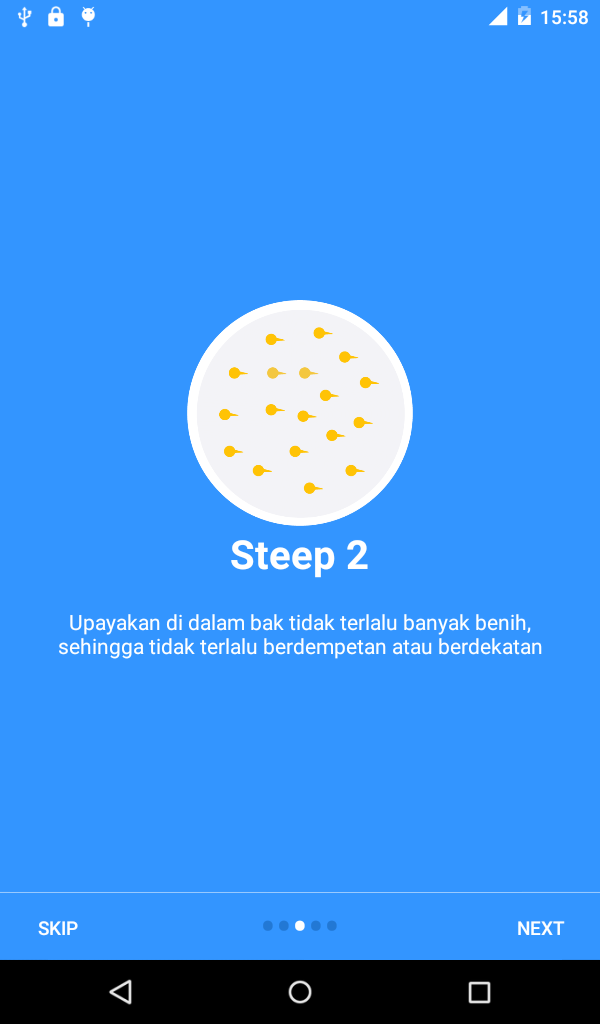 15:58
Steep 2
Upayakan di dalam bak tidak terlalu banyak benih,
sehingga tidak terlalu berdempetan atau berdekatan
SKIP
NEXT